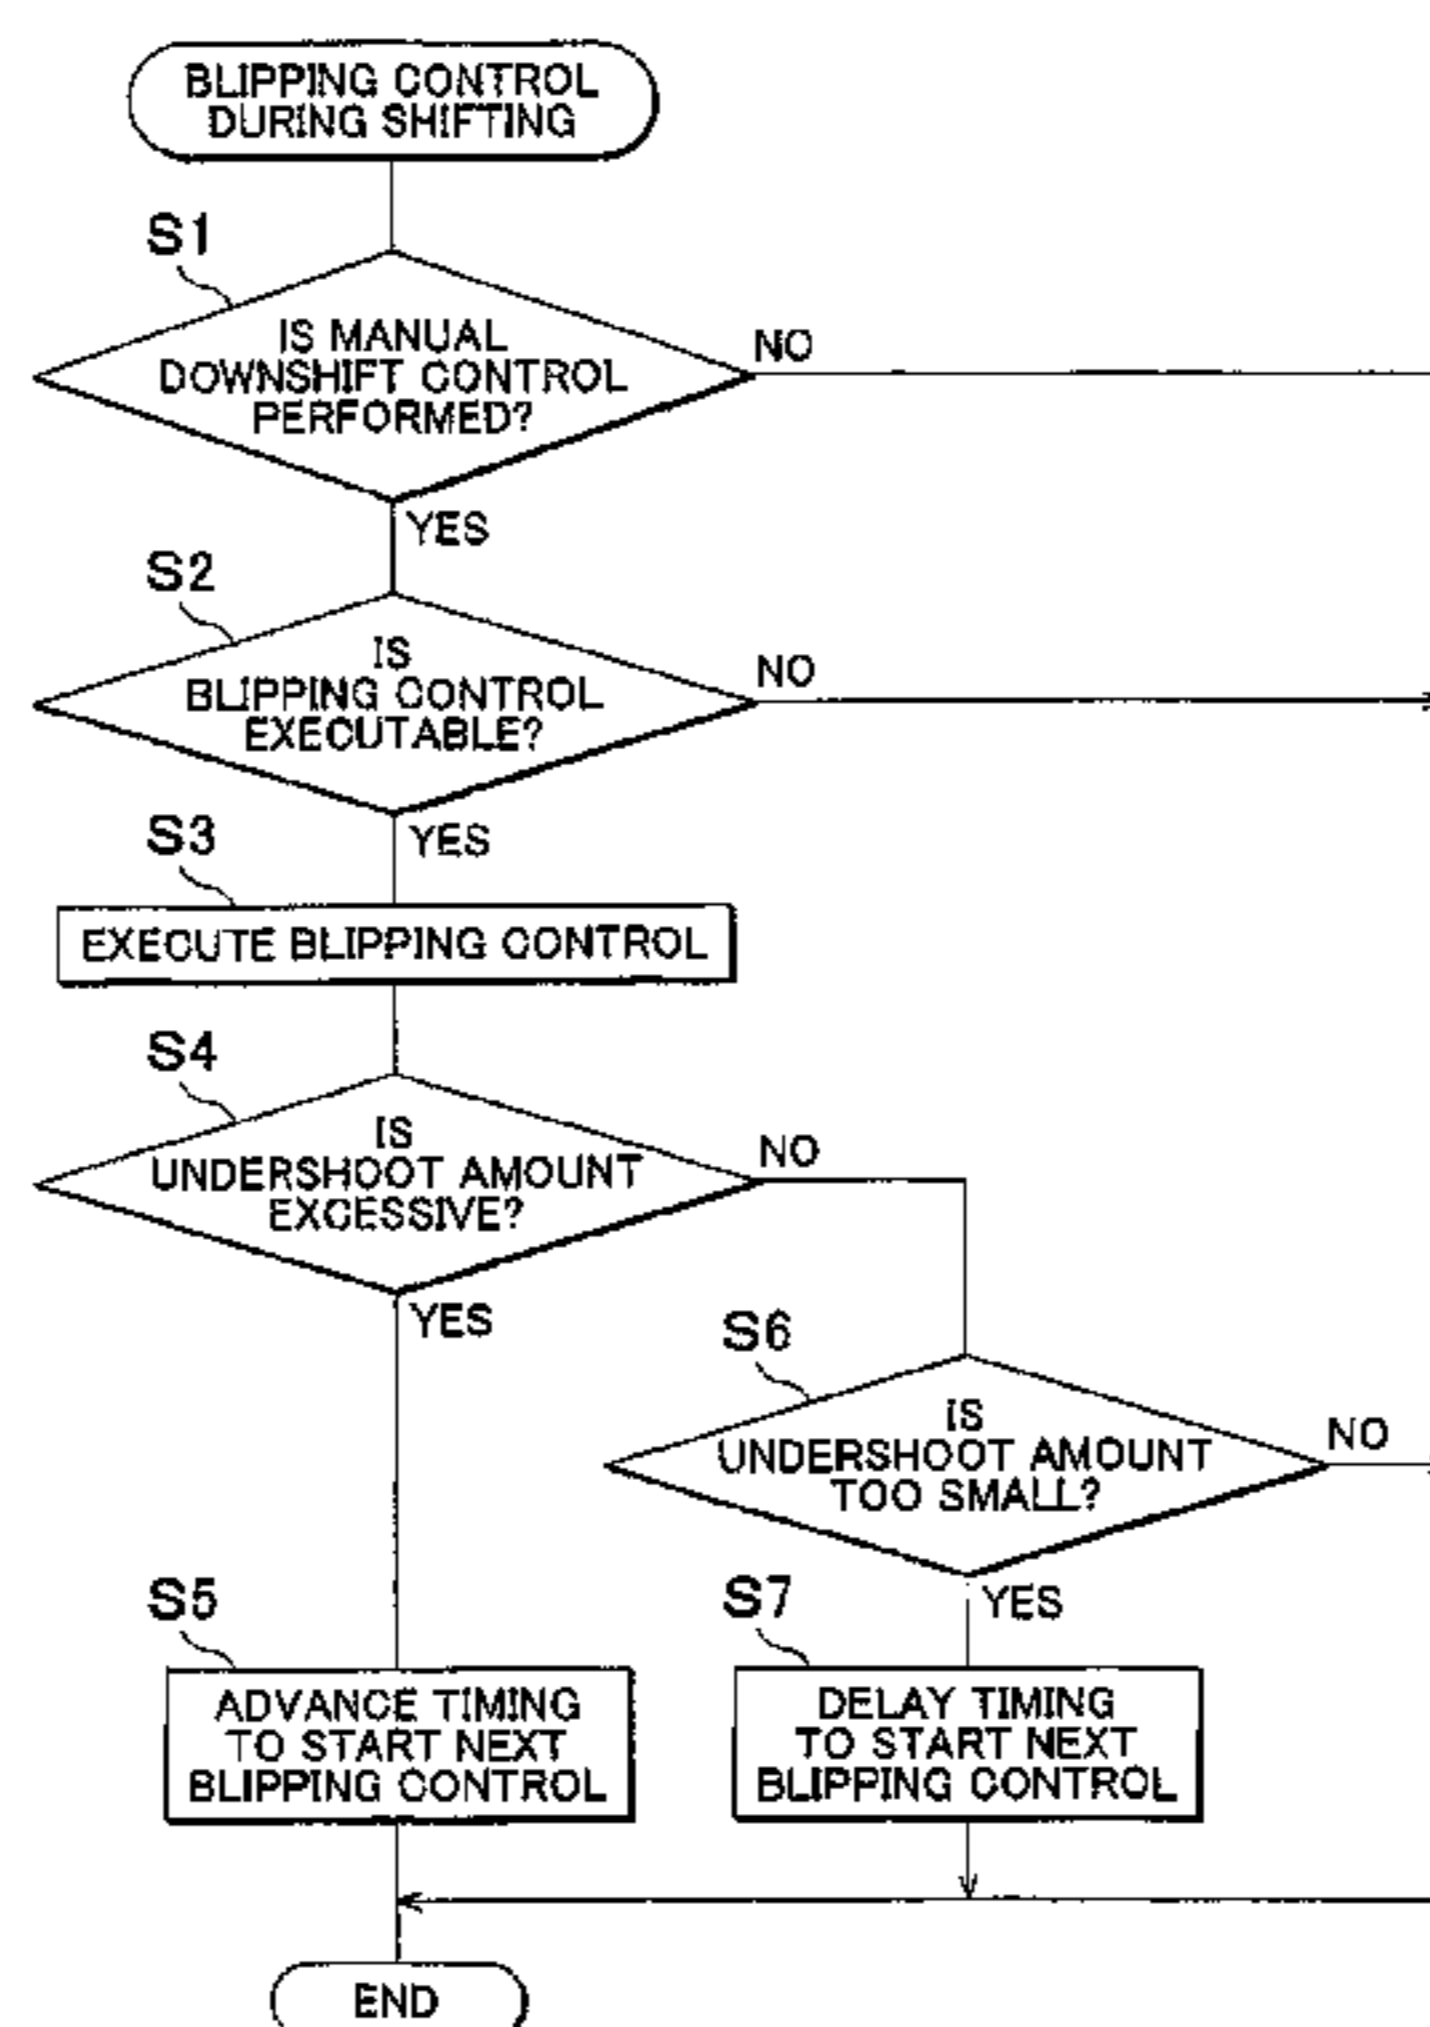 BLIPPING CONTROL
DURING SHIFTING
S1
IS MANUAL
DOWNSHIFT CONTROL
PERFORMED?
NO
YES
S2
IS
BLIPPING CONTROL
EXECUTABLE?
NO
YES
S3
EXECUTE BLIPPING CONTROL
S4
IS
UNDERSHOOT AMOUNT
EXCESSIVE?
NO
YES
S6
IS
UNDERSHOOT AMOUNT
TOO SMALL?
NO
YES
S5
ADVANCE TIMING
TO START NEXT
BLIPPING CONTROL
S7
DELAY TIMING
TO START NEXT
BLIPPING CONTROL
END